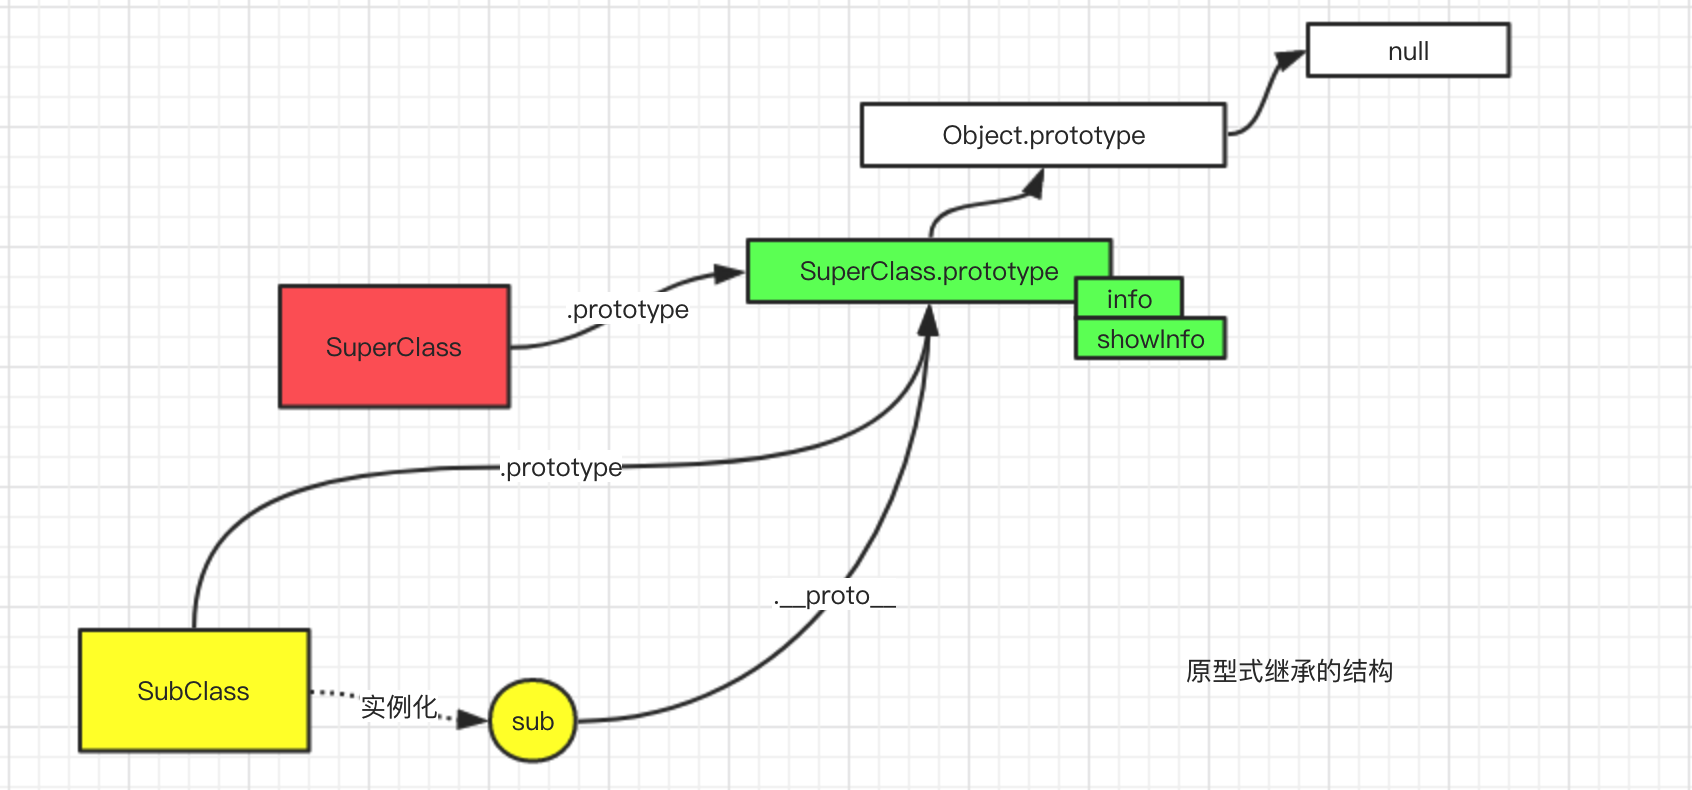 null
Object.prototype
SuperClass.prototype
info
showInfo
.prototype
SuperClass
.prototype
.__proto__
SubClass
实例化
sub
原型式继承的结构